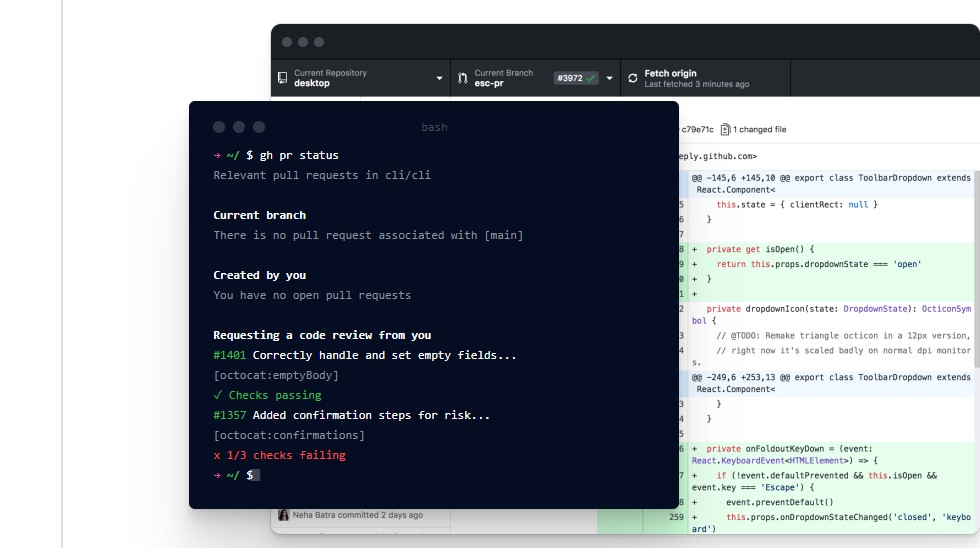 Current Repository
desktop
Current Branch
esc-pr
#3972
Fetch origin
Last fetched 3 minutes ago
bash
→ ~/ $ gh pr status
Relevant pull requests in cli/cli
Current branch
There is no pull request associated with [main]
Created by you
You have no open pull requests
Requesting a code review from you
#1401 Correctly handle and set empty fields...
[octocat:emptyBody]
✓ Checks passing
#1357 Added confirmation steps for risk...
[octocat:confirmations]
x 1/3 checks failing
→ ~/ $
c79e71c 1 changed file
eply.github.com>
@@ -145,6 +145,10 @@ export class ToolbarDropdown extends
React.Component<
5 this.state = { clientRect: null }
6 }
7
8 + private get isOpen() {
9 + return this.props.dropdownState === 'open'
0 + }
1 +
2 private dropdownIcon(state: DropdownState): OcticonSym
bol {
3 // @TODO: Remake triangle octicon in a 12px version,
4 // right now it's scaled badly on normal dpi monitor
s.
@@ -249,6 +253,13 @@ export class ToolbarDropdown extends
React.Component<
3 }
4 }
5
6 + private onFoldoutKeyDown = (event:
React.KeyboardEvent<HTMLElement>) => {
7 + if (!event.defaultPrevented && this.isOpen &&
event.key === 'Escape') {
8 + event.preventDefault()
259 + this.props.onDropdownStateChanged('closed', 'keybo
ard')
Neha Batra committed 2 days ago